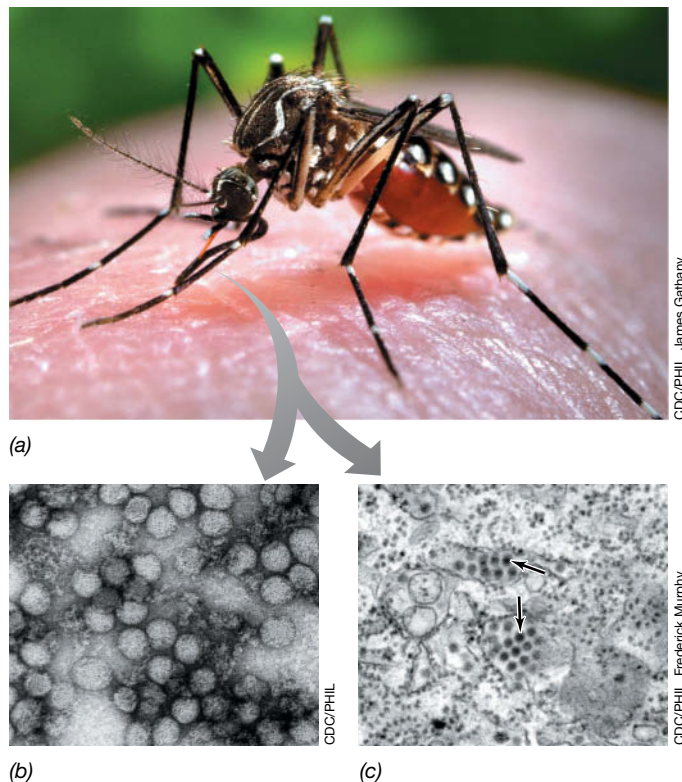 CDC/PHIL, James Gathany
(a)
CDC/PHIL
CDC/PHIL, Frederick Murphy
(b)
(c)